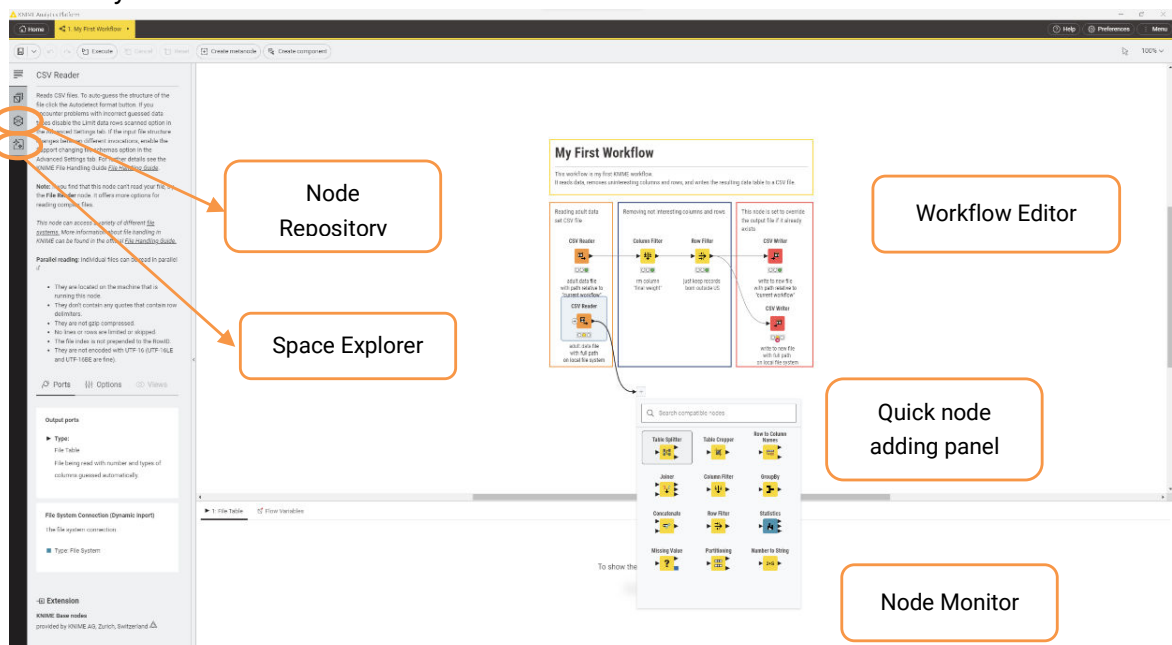 KNIME Analytics Platform
Home
1. My First Workflow
Help
Preferences
Menu
Execute
Cancel
Reset
Create metanode
Create component
100%
CSV Reader
Reads CSV files. To auto-guess the structure of the
file click the Autodetect format button. If you
encounter problems with incorrect guessed data
types disable the Limit data rows scanned option in
the Advanced Settings tab. If the input file structure
changes between different invocations, enable the
Support changing file schemas option in the
Advanced Settings tab. For further details see the
KNIME File Handling Guide File Handling Guide.
Note: If you find that this node can't read your file, try
the File Reader node. It offers more options for
reading complex files.
This node can access a variety of different file
systems. More information about file handling in
KNIME can be found in the official File Handling Guide.
Parallel reading: Individual files can be read in parallel
if
They are located on the machine that is
running this node.
They don't contain any quotes that contain row
delimiters.
They are not gzip compressed.
No lines or rows are limited or skipped.
The file index is not prepended to the RowID.
They are not encoded with UTF-16 (UTF-16LE
and UTF-16BE are fine).
Ports
Options
Views
Output ports
Type:
File Table
File being read with number and types of
columns guessed automatically.
File System Connection (Dynamic Inport)
The file system connection.
Type: File System
Extension
KNIME Base nodes
provided by KNIME AG, Zurich, Switzerland
Node
Repository
Space Explorer
My First Workflow
This workflow is my first KNIME workflow.
It reads data, removes uninteresting columns and rows, and writes the resulting data table to a CSV file
Reading adult data
set CSV file
Removing not interesting columns and rows
This node is set to override
the output file if it already
exists
CSV Reader
Column Filter
Row Filter
CSV Writer
adult data file
with path relative to
"current workflow"
rm column
"final weight"
just keep records
born outside US
write to new file
with path relative to
"current workflow"
CSV Reader
CSV Writer
adult data file
with full path
on local file system
write to new file
with full path
on local file system
Workflow Editor
Search compatible nodes
Table Splitter
Table Cropper
Row to Column
Names
Joiner
Column Filter
GroupBy
Concatenate
Row Filter
Statistics
Missing Value
Partitioning
Number to String
Quick node
adding panel
1: File Table
Flow Variables
To show the
Node Monitor